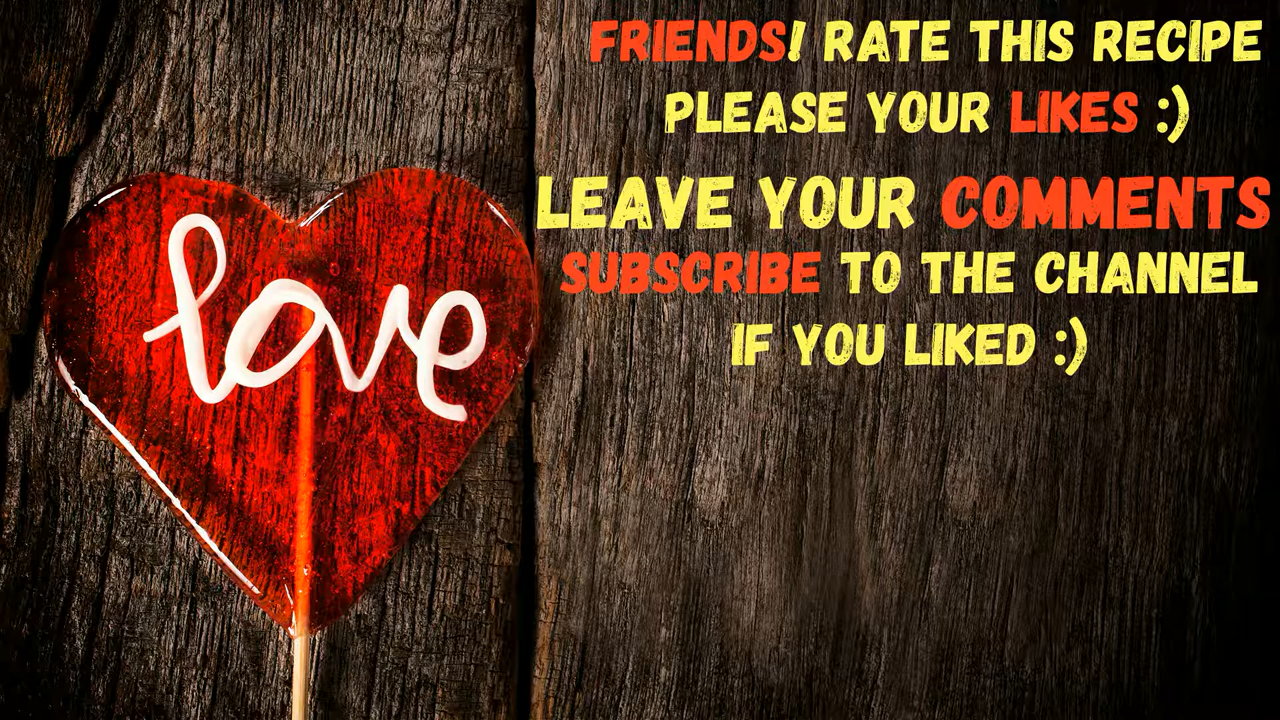 love
FRIENDS! RATE THIS RECIPE
PLEASE YOUR LIKES :)
LEAVE YOUR COMMENTS
SUBSCRIBE TO THE CHANNEL
IF YOU LIKED :)